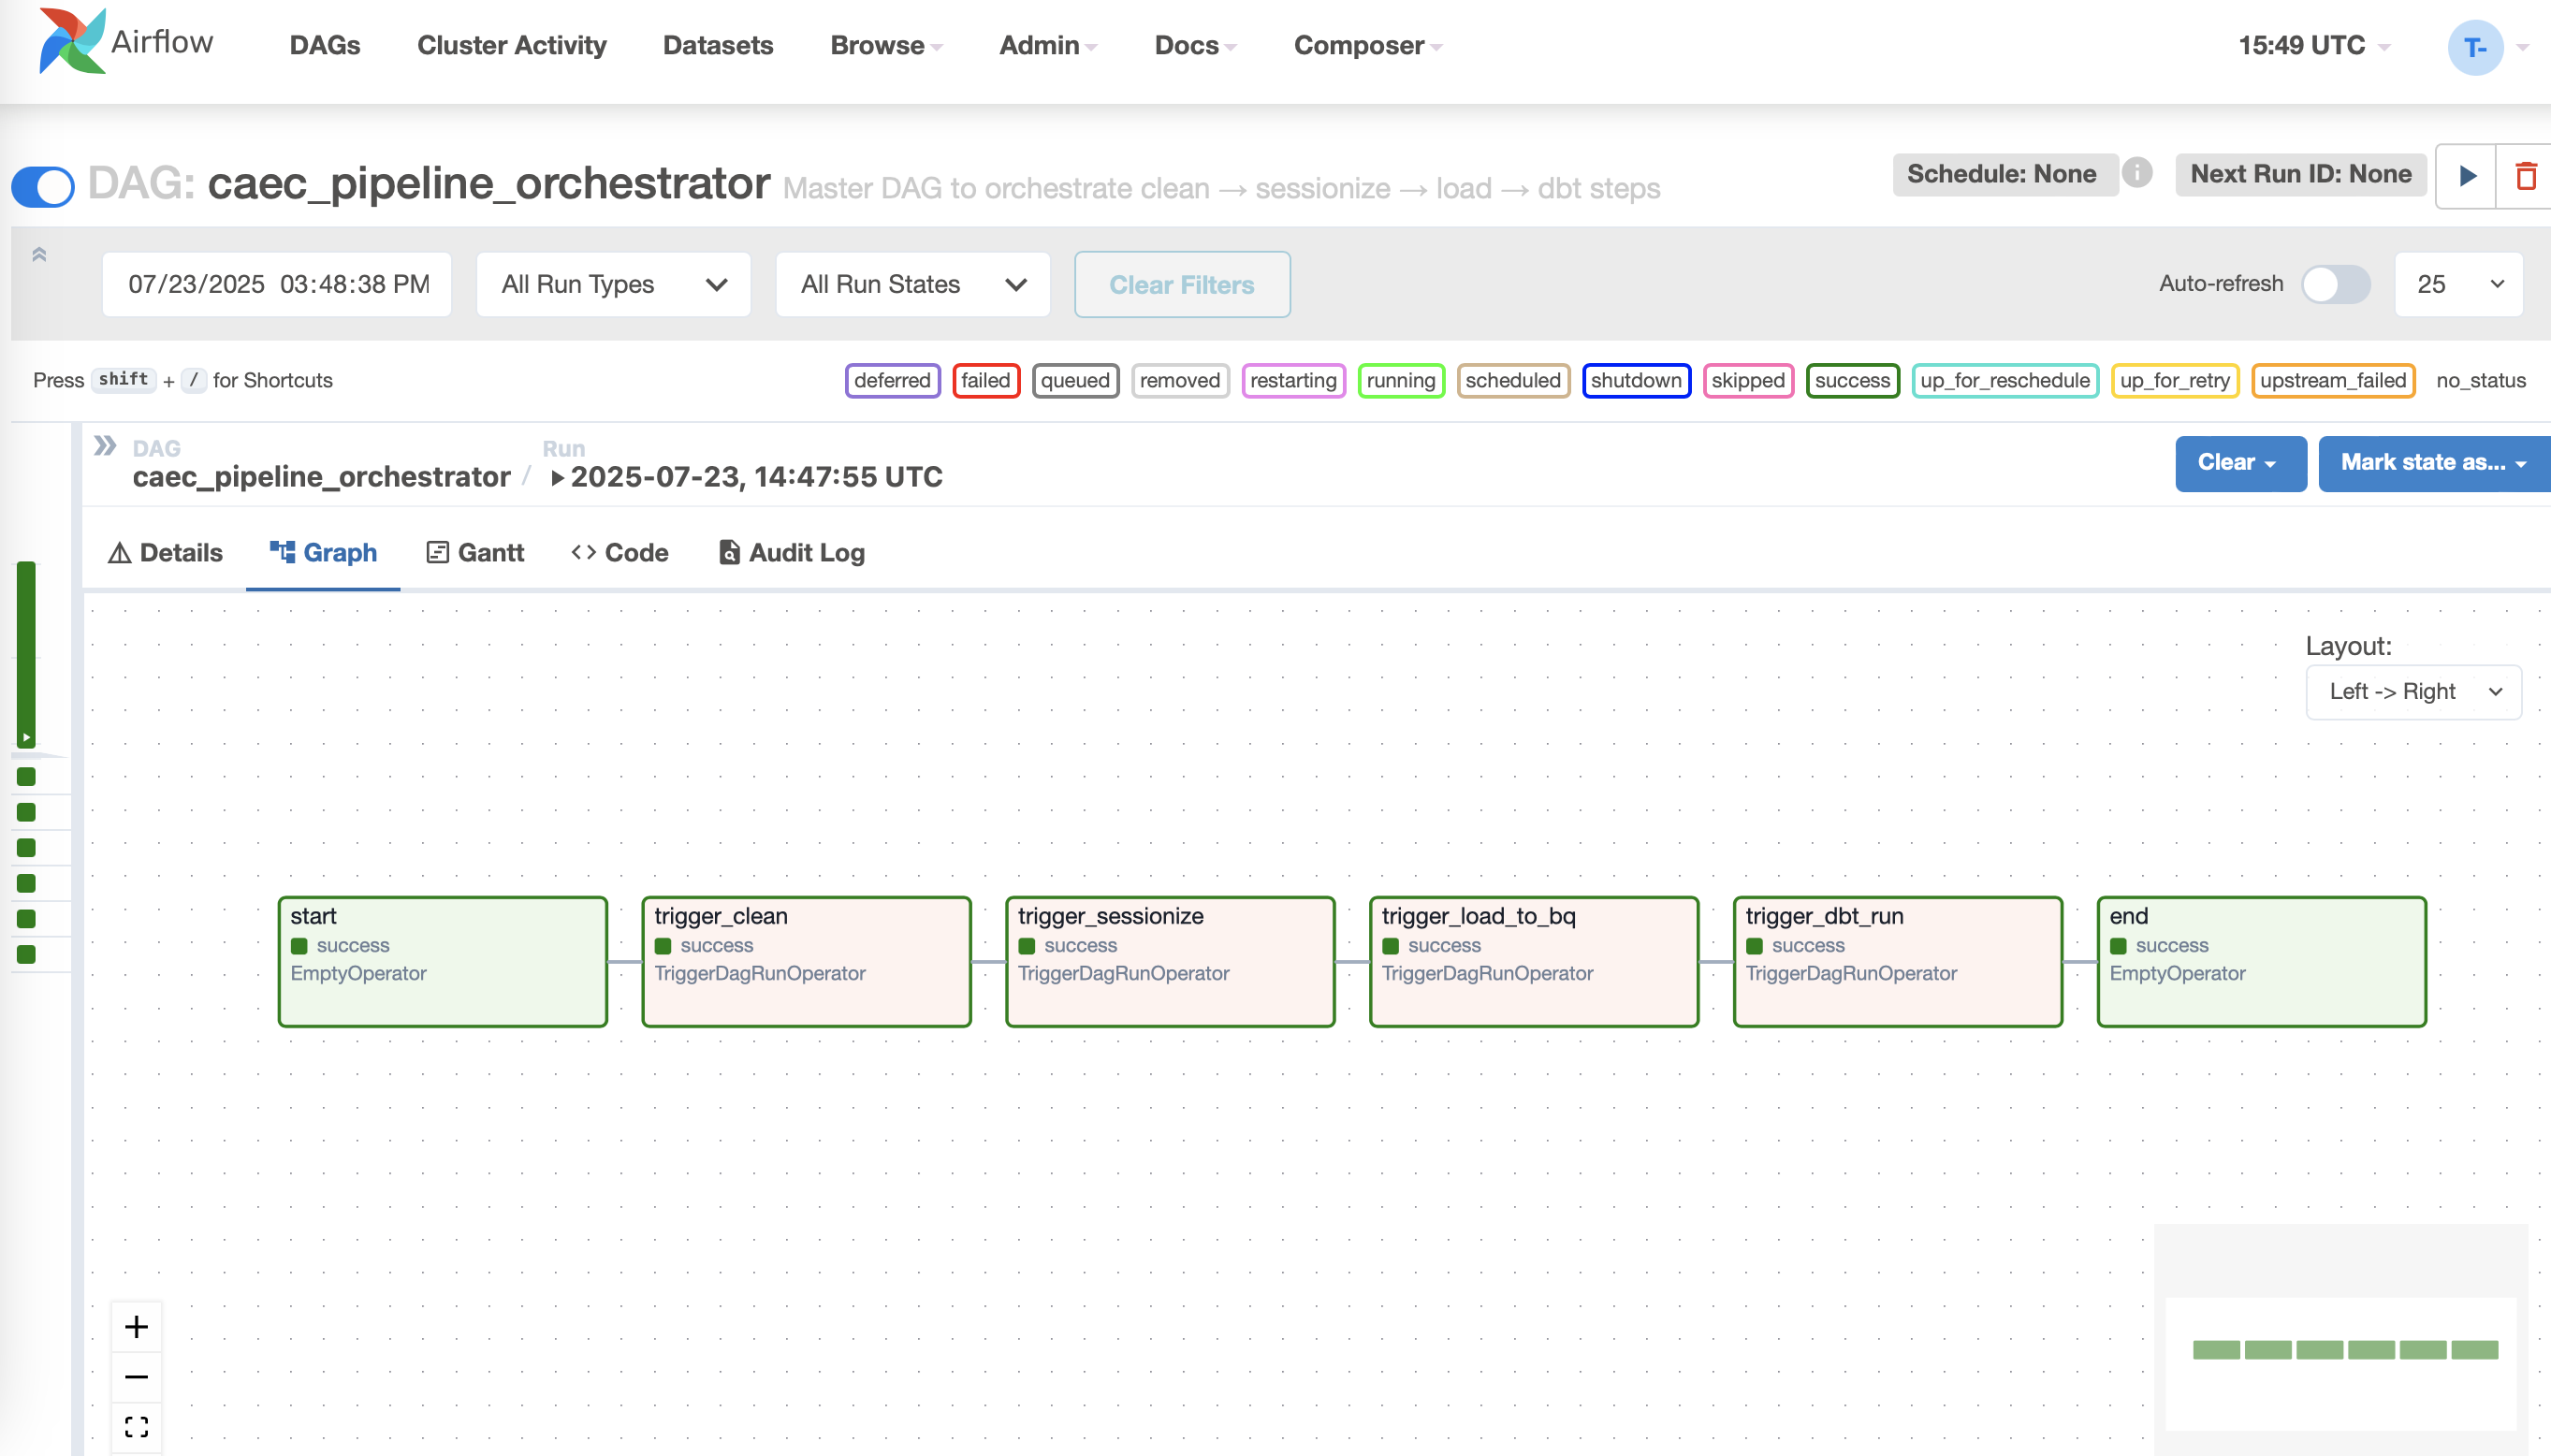 Airflow DAGs Cluster Activity Datasets Browse Admin Docs Composer 15:49 UTC T-
DAG: caec_pipeline_orchestrator Master DAG to orchestrate clean → sessionize → load → dbt steps Schedule: None i Next Run ID: None
07/23/2025 03:48:38 PM All Run Types All Run States Clear Filters Auto-refresh 25
Press shift + / for Shortcuts deferred failed queued removed restarting running scheduled shutdown skipped success up_for_reschedule up_for_retry upstream_failed no_status
DAG Run
caec_pipeline_orchestrator / 2025-07-23, 14:47:55 UTC
Clear Mark state as...
Details Graph Gantt Code Audit Log
Layout:
Left -> Right
start
success
EmptyOperator
trigger_clean
success
TriggerDagRunOperator
trigger_sessionize
success
TriggerDagRunOperator
trigger_load_to_bq
success
TriggerDagRunOperator
trigger_dbt_run
success
TriggerDagRunOperator
end
success
EmptyOperator